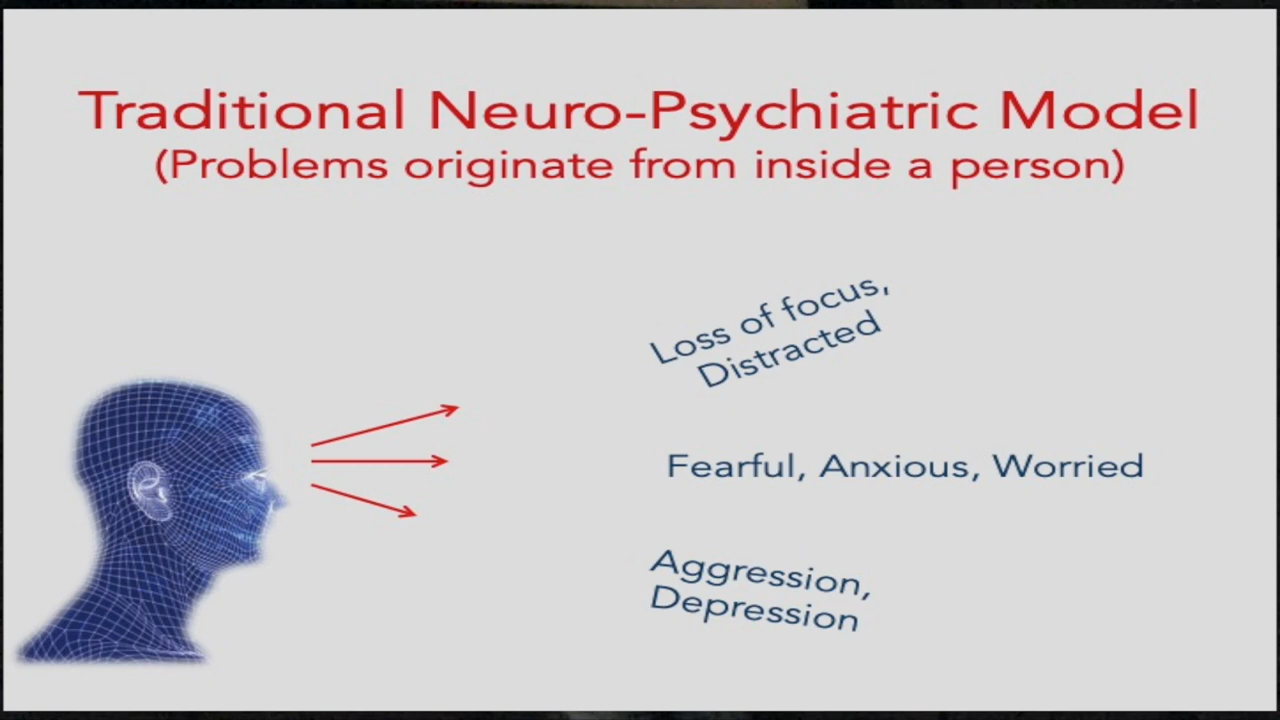 Traditional Neuro-Psychiatric Model
(Problems originate from inside a person)
Loss of focus,
Distracted
Fearful, Anxious, Worried
Aggression,
Depression